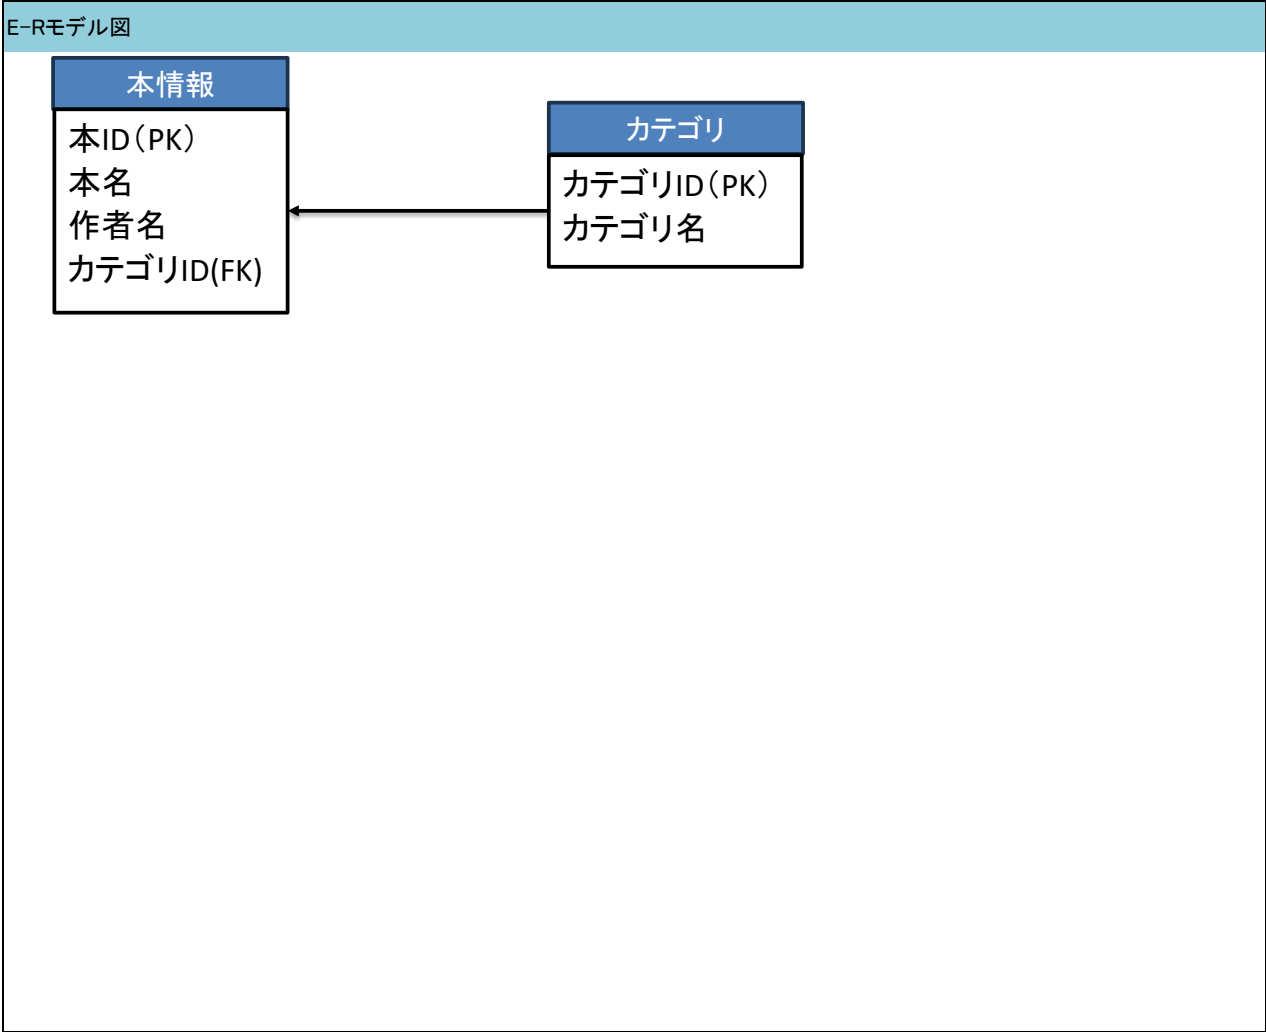 E-Rモデル図
本情報
本ID（PK）
本名
作者名
カテゴリID(FK)
カテゴリ
カテゴリID（PK）
カテゴリ名